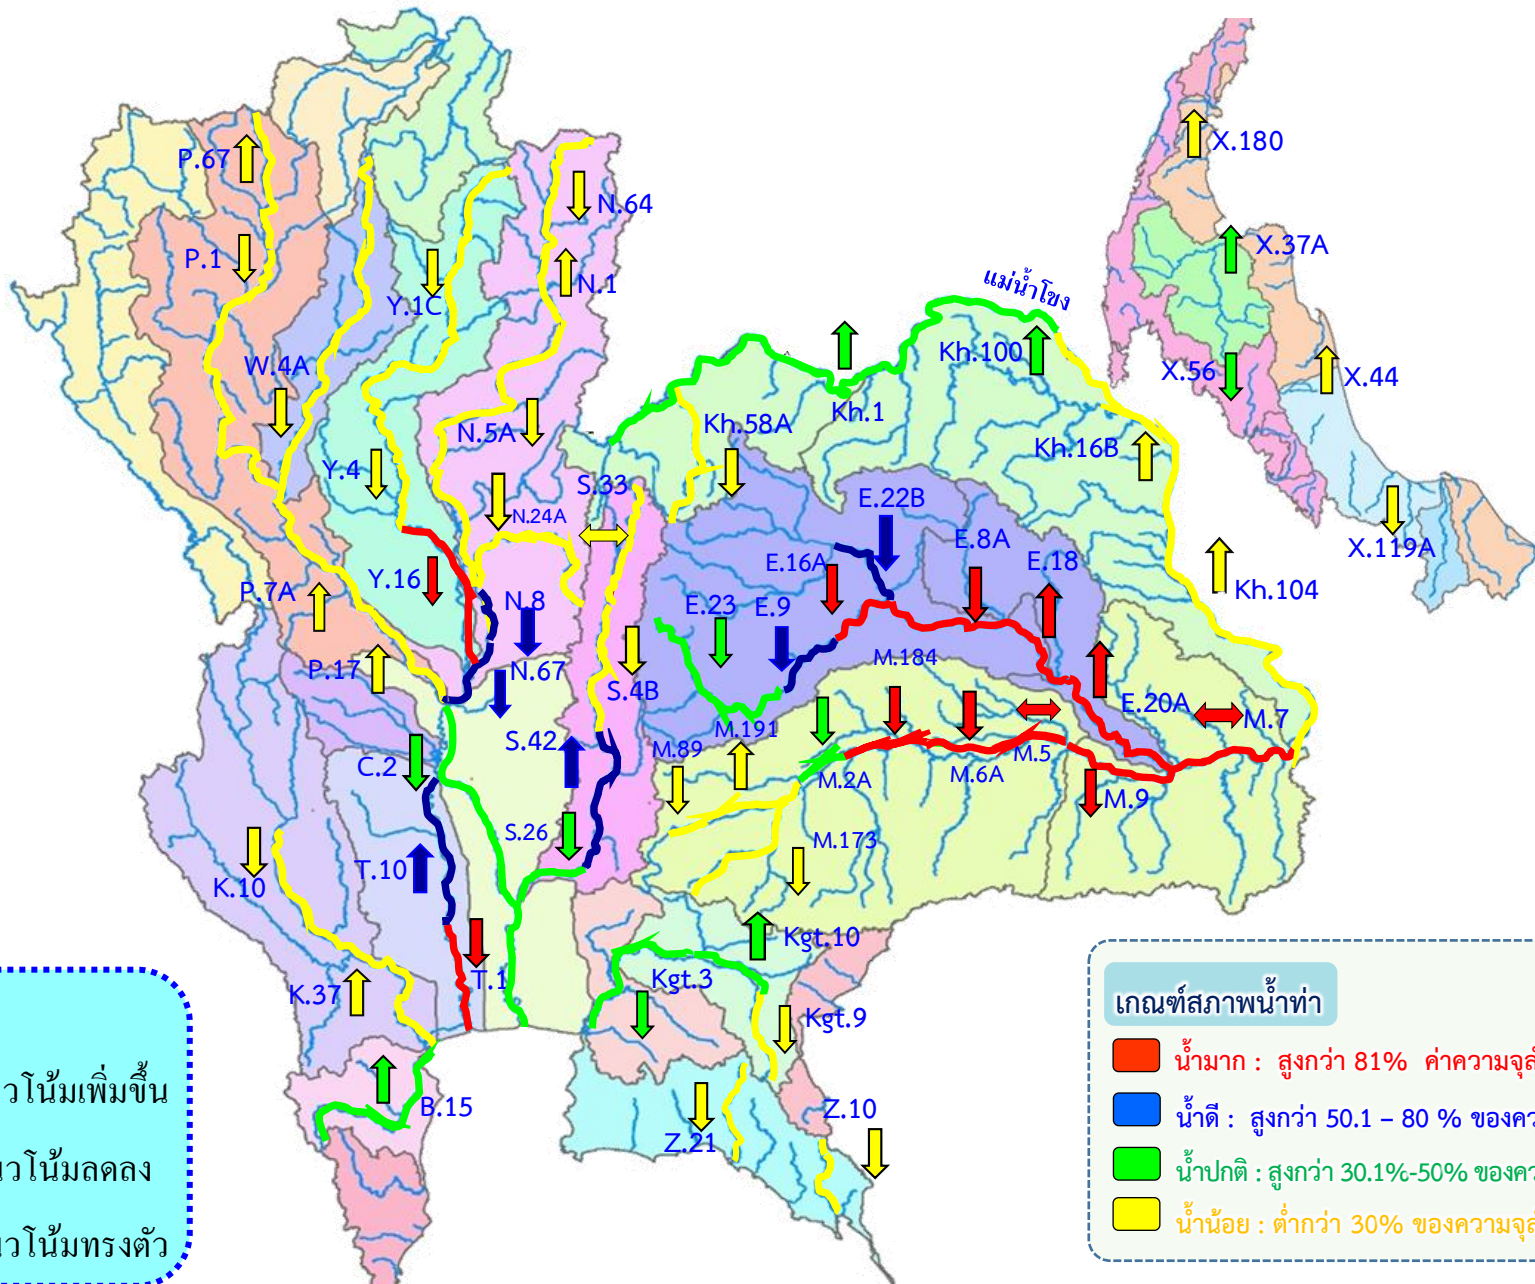 P.67
N.64
X.180
P.1
N.1
X.37A
Y.1C
แม่น้ำโขง
Kh.100
W.4A
Kh.1
X.56
X.44
N.5A
Kh.58A
Kh.16B
Y.4
S.33
E.22B
N.24A
X.119A
E.16A
E.8A
E.18
Y.16
P.7A
N.8
E.23
E.9
Kh.104
P.17
N.67
M.184
S.4B
E.20A
M.7
S.42
M.89
M.191
C.2
M.2A
M.6A
M.5
M.9
S.26
M.173
T.10
K.10
Kgt.10
K.37
T.1
Kgt.3
Kgt.9
B.15
Z.21
Z.10
วโน้มเพิ่มขึ้น
วโน้มลดลง
วโน้มทรงตัว
เกณฑ์สภาพน้ำท่า
น้ำมาก : สูงกว่า 81% ค่าความจุลำ
น้ำดี : สูงกว่า 50.1 – 80 % ของคว
น้ำปกติ : สูงกว่า 30.1%-50% ของคว
น้ำน้อย : ต่ำกว่า 30% ของความจุลำ